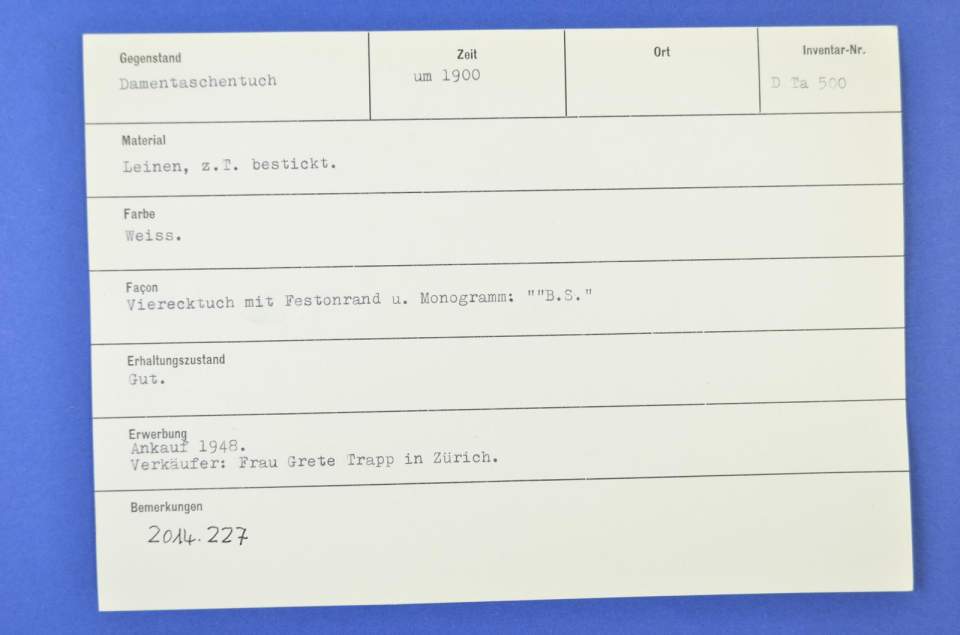 Gegenstand Zeit Ort Inventar-Nr.
Damentaschentuch um 1900 D Ta 500
Material
Leinen, z.T. bestickt.
Farbe
Weiss.
Façon
Vierecktuch mit Festonrand u. Monogramm: ""B.S."
Erhaltungszustand
Gut.
Erwerbung
Ankauf 1948.
Verkäufer: Frau Grete Trapp in Zürich.
Bemerkungen
2014.227